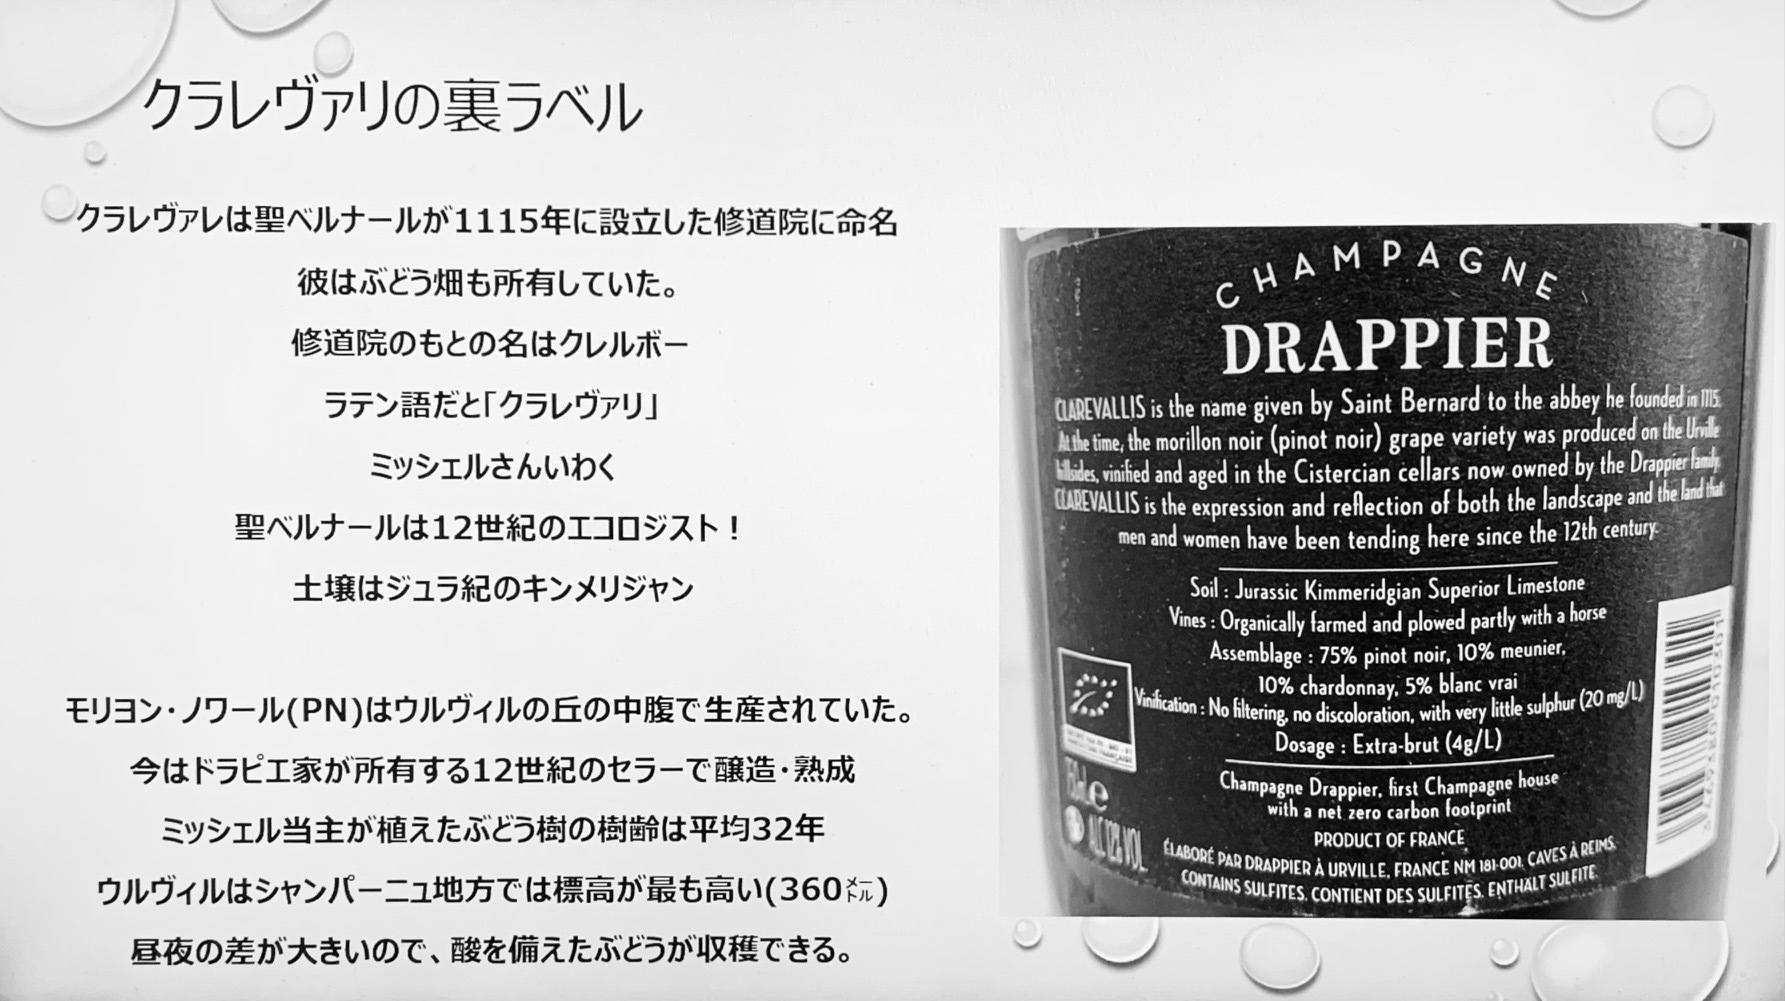 クラレヴァリの裏ラベル
クラレヴァレは聖ベルナールが1115年に設立した修道院に命名
彼はぶどう畑も所有していた。
修道院のもとの名はクレルボー
ラテン語だと「クラレヴァリ」
ミッシェルさんいわく
聖ベルナールは12世紀のエコロジスト！
土壌はジュラ紀のキンメリジャン
モリヨン・ノワール(PN)はウルヴィルの丘の中腹で生産されていた。
今はドラピエ家が所有する12世紀のセラーで醸造・熟成
ミッシェル当主が植えたぶどう樹の樹齢は平均32年
ウルヴィルはシャンパーニュ地方では標高が最も高い(360㍍)
昼夜の差が大きいので、酸を備えたぶどうが収穫できる。
CHAMPAGNE
DRAPPIER
CLAREVALLIS is the name given by Saint Bernard to the abbey he founded in 1115.
At the time, the morillon noir (pinot noir) grape variety was produced on the Urville
hillsides, vinified and aged in the Cistercian cellars now owned by the Drappier family.
CLAREVALLIS is the expression and reflection of both the landscape and the land that
men and women have been tending here since the 12th century.
Soil : Jurassic Kimmeridgian Superior Limestone
Vines : Organically farmed and plowed partly with a horse
Assemblage : 75% pinot noir, 10% meunier,
10% chardonnay, 5% blanc vrai
Vinification : No filtering, no discoloration, with very little sulphur (20 mg/L)
Dosage : Extra-brut (4g/L)
Champagne Drappier, first Champagne house
with a net zero carbon footprint
PRODUCT OF FRANCE
ÉLABORÉ PAR DRAPPIER À URVILLE, FRANCE NM 181-001. CAVES À REIMS.
CONTAINS SULFITES. CONTIENT DES SULFITES. ENTHÄLT SULFITE.
ALC 12% VOL